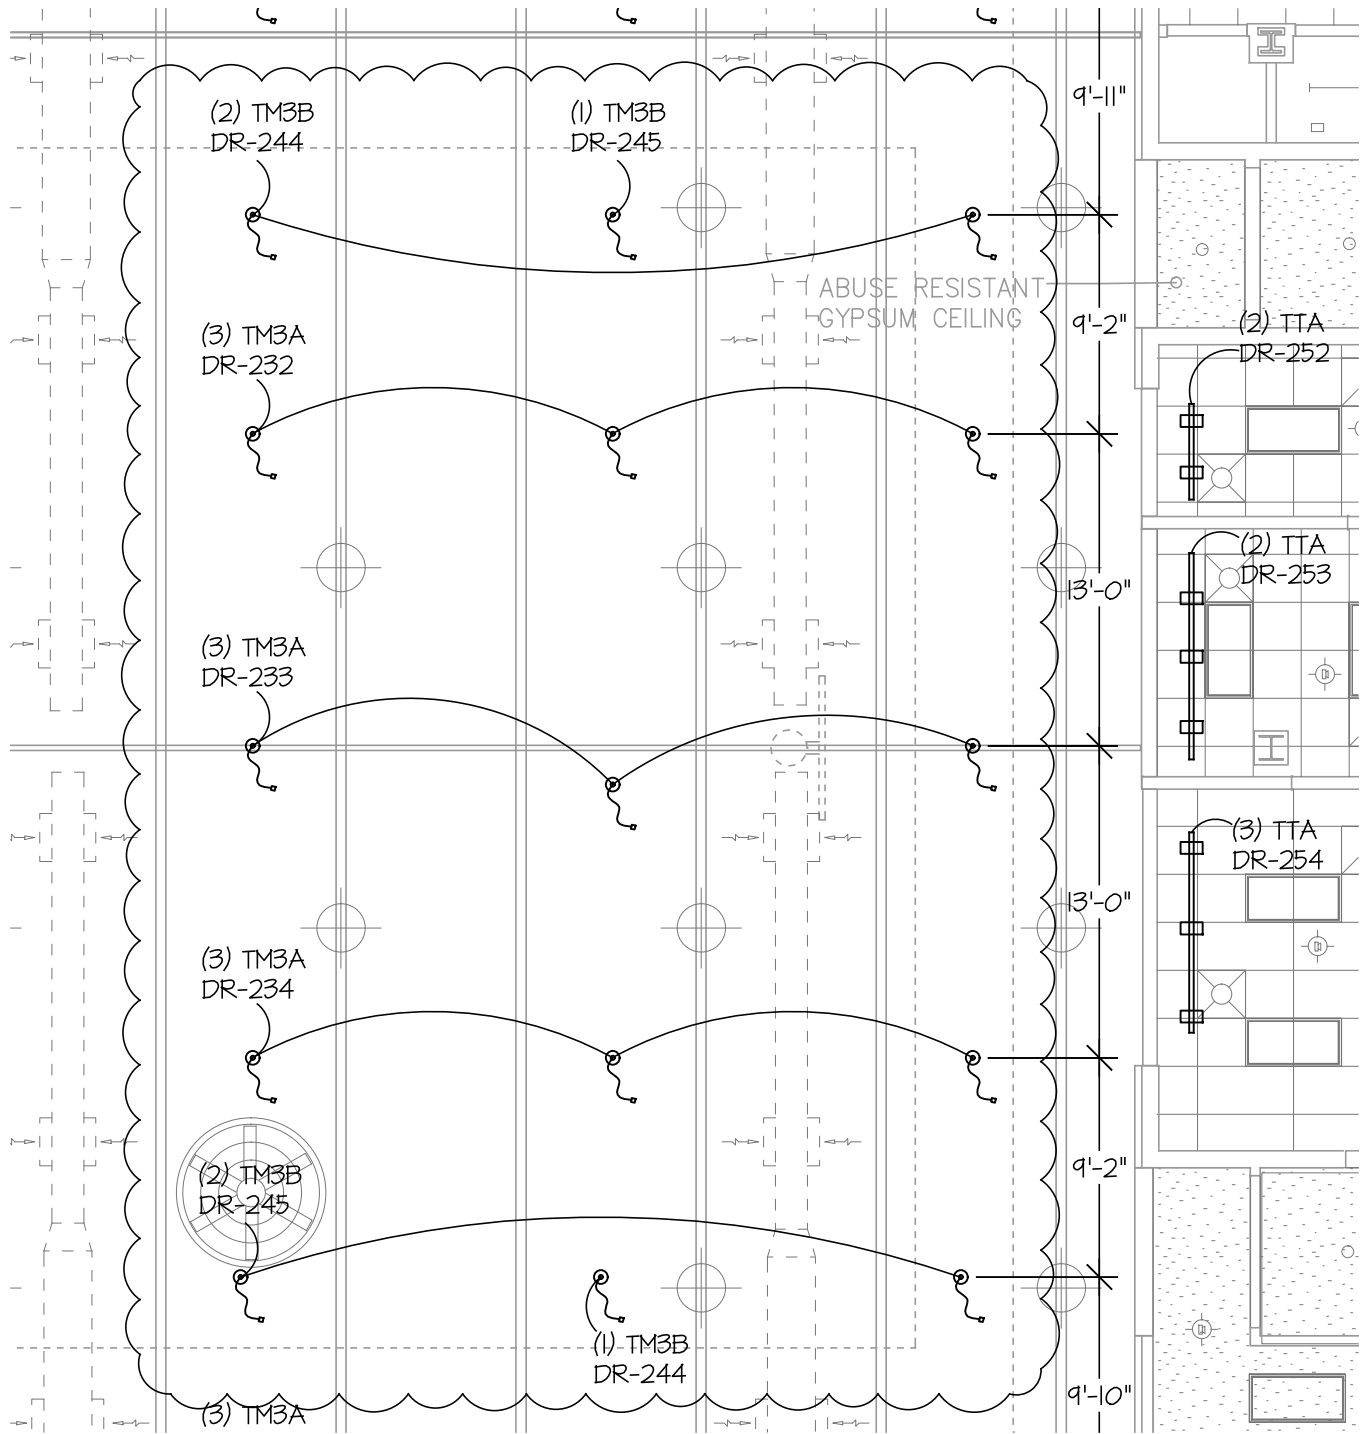 9'-11"
(2) TM3B
DR-244
(1) TM3B
DR-245
ABUSE RESISTANT
GYPSUM CEILING
9'-2"
(2) TTA
DR-252
(3) TM3A
DR-232
(2) TTA
DR-253
13'-0"
(3) TM3A
DR-233
(3) TTA
DR-254
13'-0"
(3) TM3A
DR-234
9'-2"
(2) TM3B
DR-245
(1) TM3B
DR-244
9'-10"
(3) TM3A